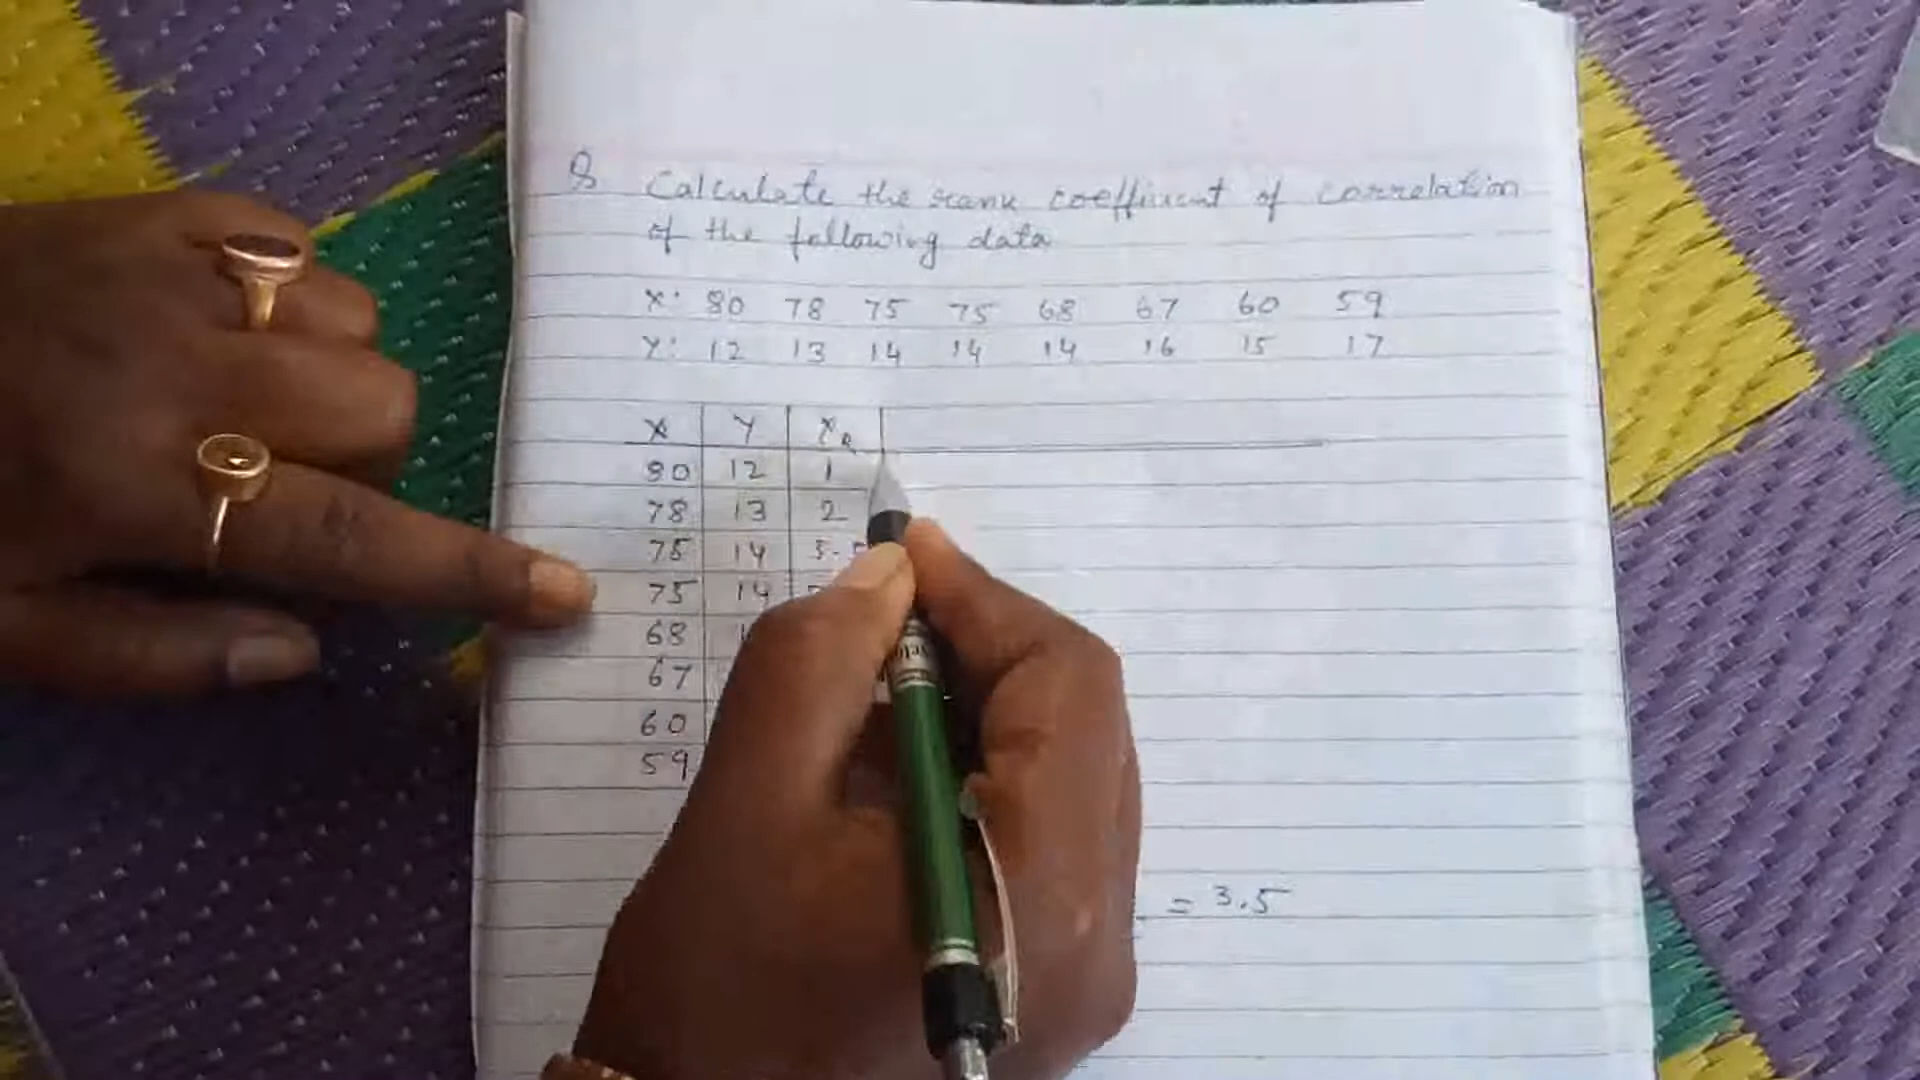 Q Calculate the rank coefficient of correlation
of the following data
X: 80 78 75 75 68 67 60 59
Y: 12 13 14 14 14 16 15 17
X Y XR
80 12 1
78 13 2
75 14 3.5
75 14
68
67
60
59
= 3.5